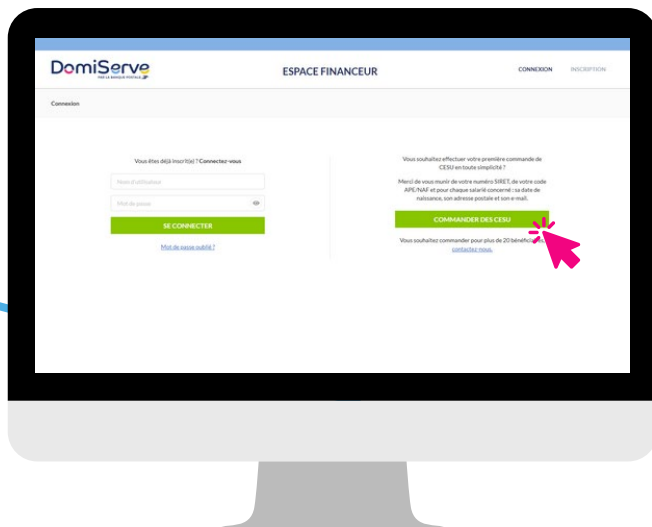 DomiServe
PAR LA BANQUE POSTALE
ESPACE FINANCEUR
CONNEXION
INSCRIPTION
Connexion
Vous êtes déjà inscrit(e) ? Connectez-vous
Nom d'utilisateur
Mot de passe
SE CONNECTER
Mot de passe oublié ?
Vous souhaitez effectuer votre première commande de
CESU en toute simplicité ?
Merci de vous munir de votre numéro SIRET, de votre code
APE/NAF et pour chaque salarié concerné : sa date de
naissance, son adresse postale et son e-mail.
COMMANDER DES CESU
Vous souhaitez commander pour plus de 20
contactez-nous.